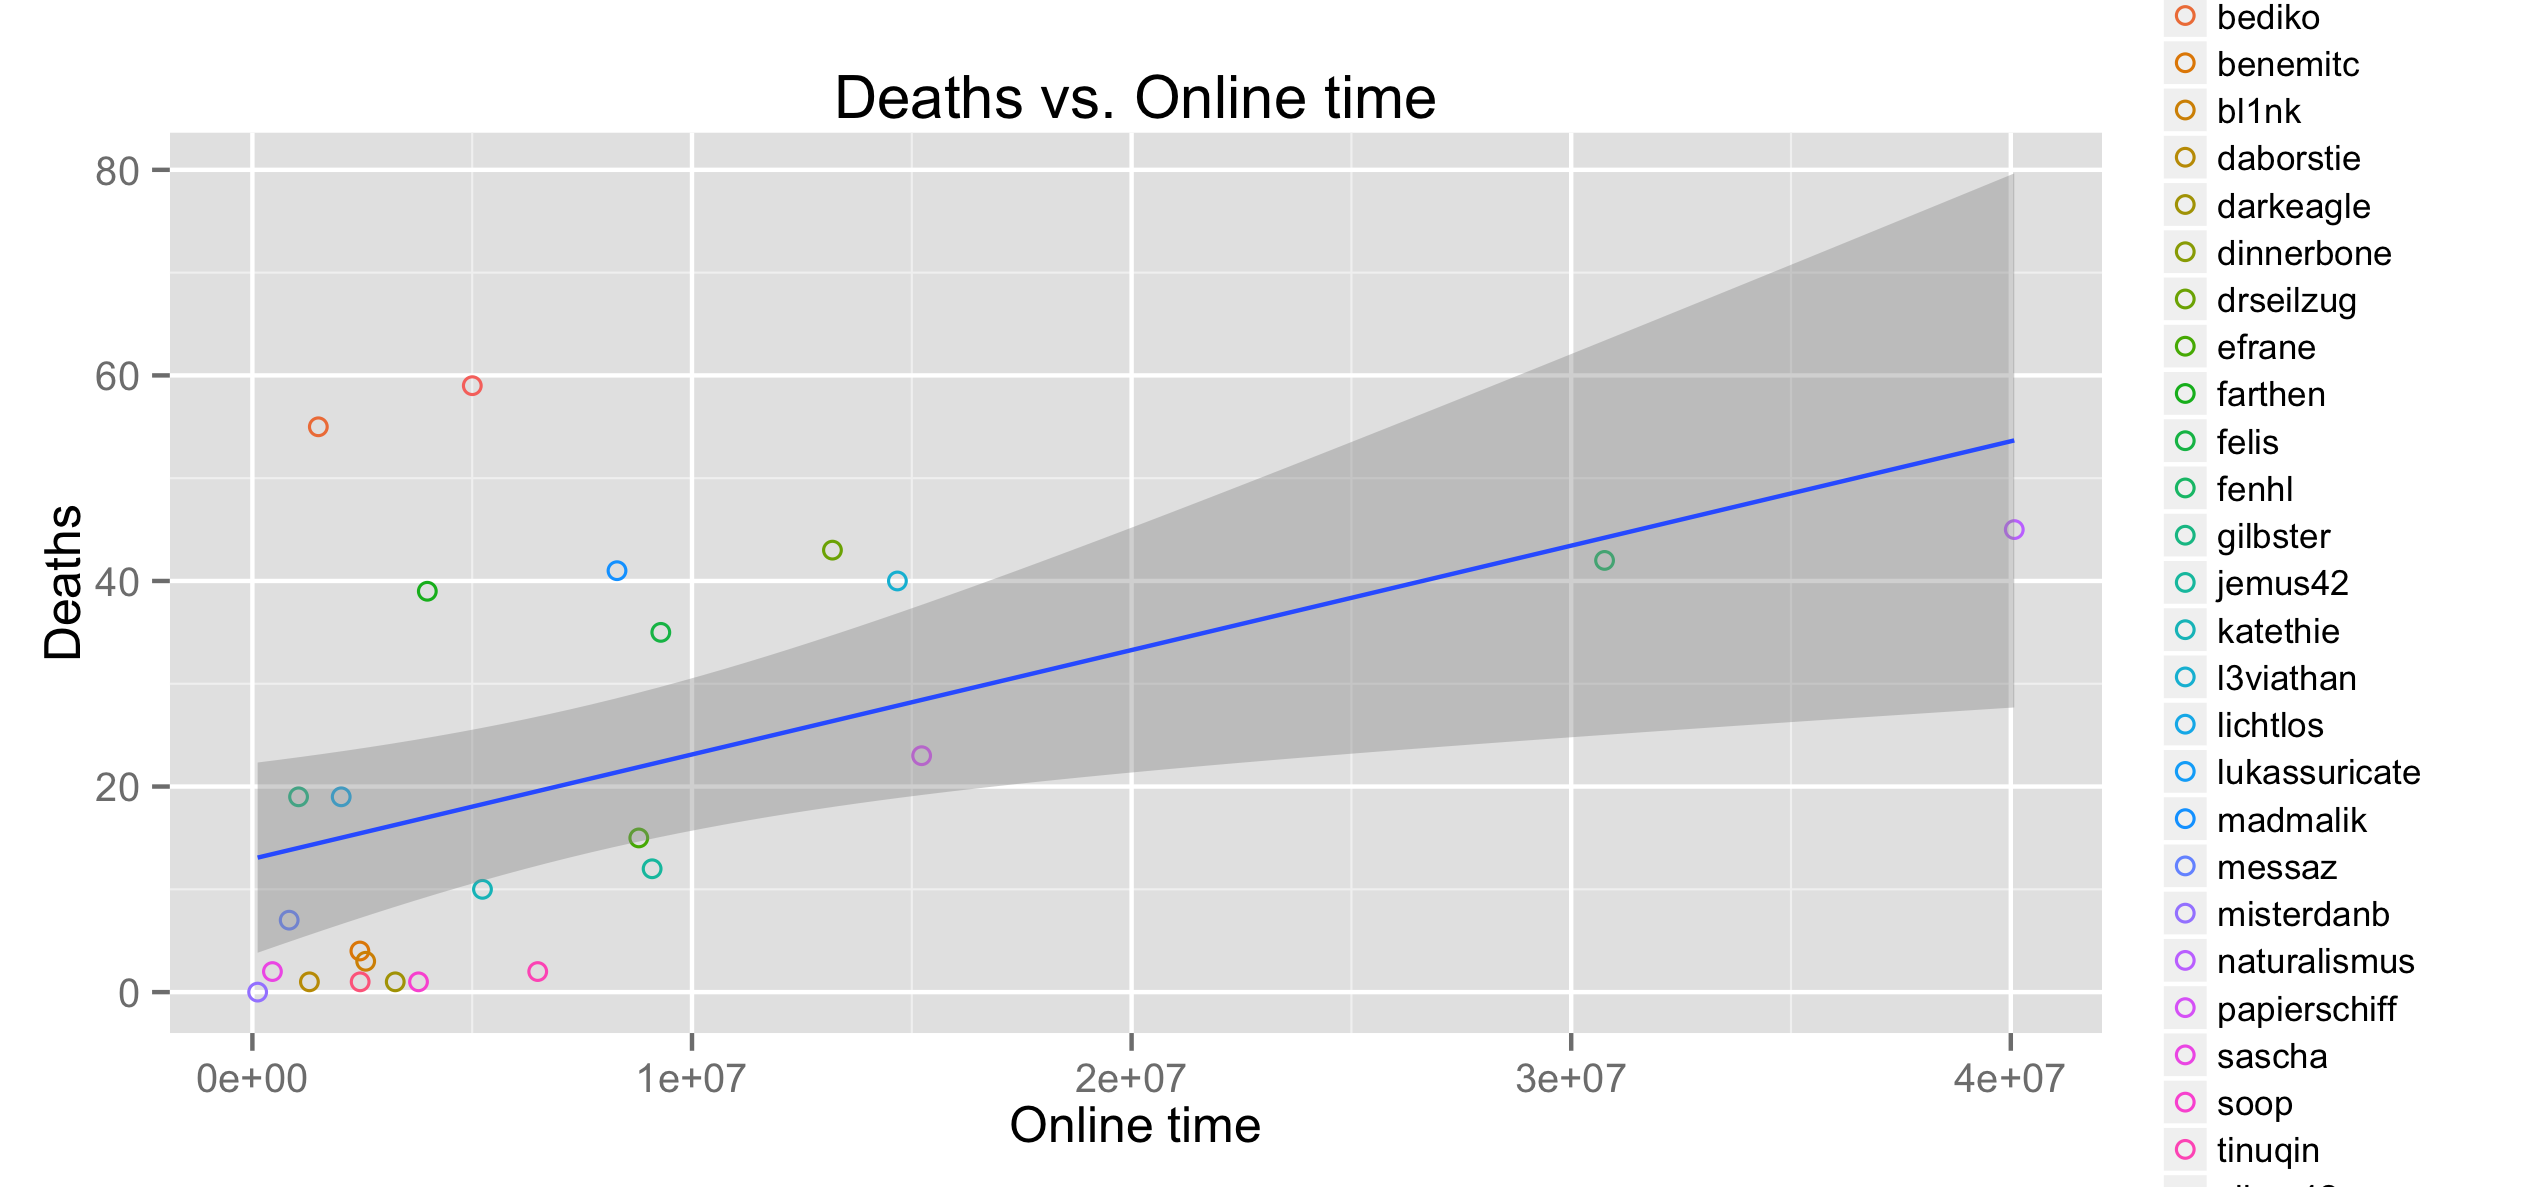 Deaths vs. Online time
Deaths
80
60
40
20
0
0e+00
1e+07
2e+07
3e+07
4e+07
Online time
bediko
benemitc
bl1nk
daborstie
darkeagle
dinnerbone
drseilzug
efrane
farthen
felis
fenhl
gilbster
jemus42
katethie
l3viathan
lichtlos
lukassuricate
madmalik
messaz
misterdanb
naturalismus
papierschiff
sascha
soop
tinuqin